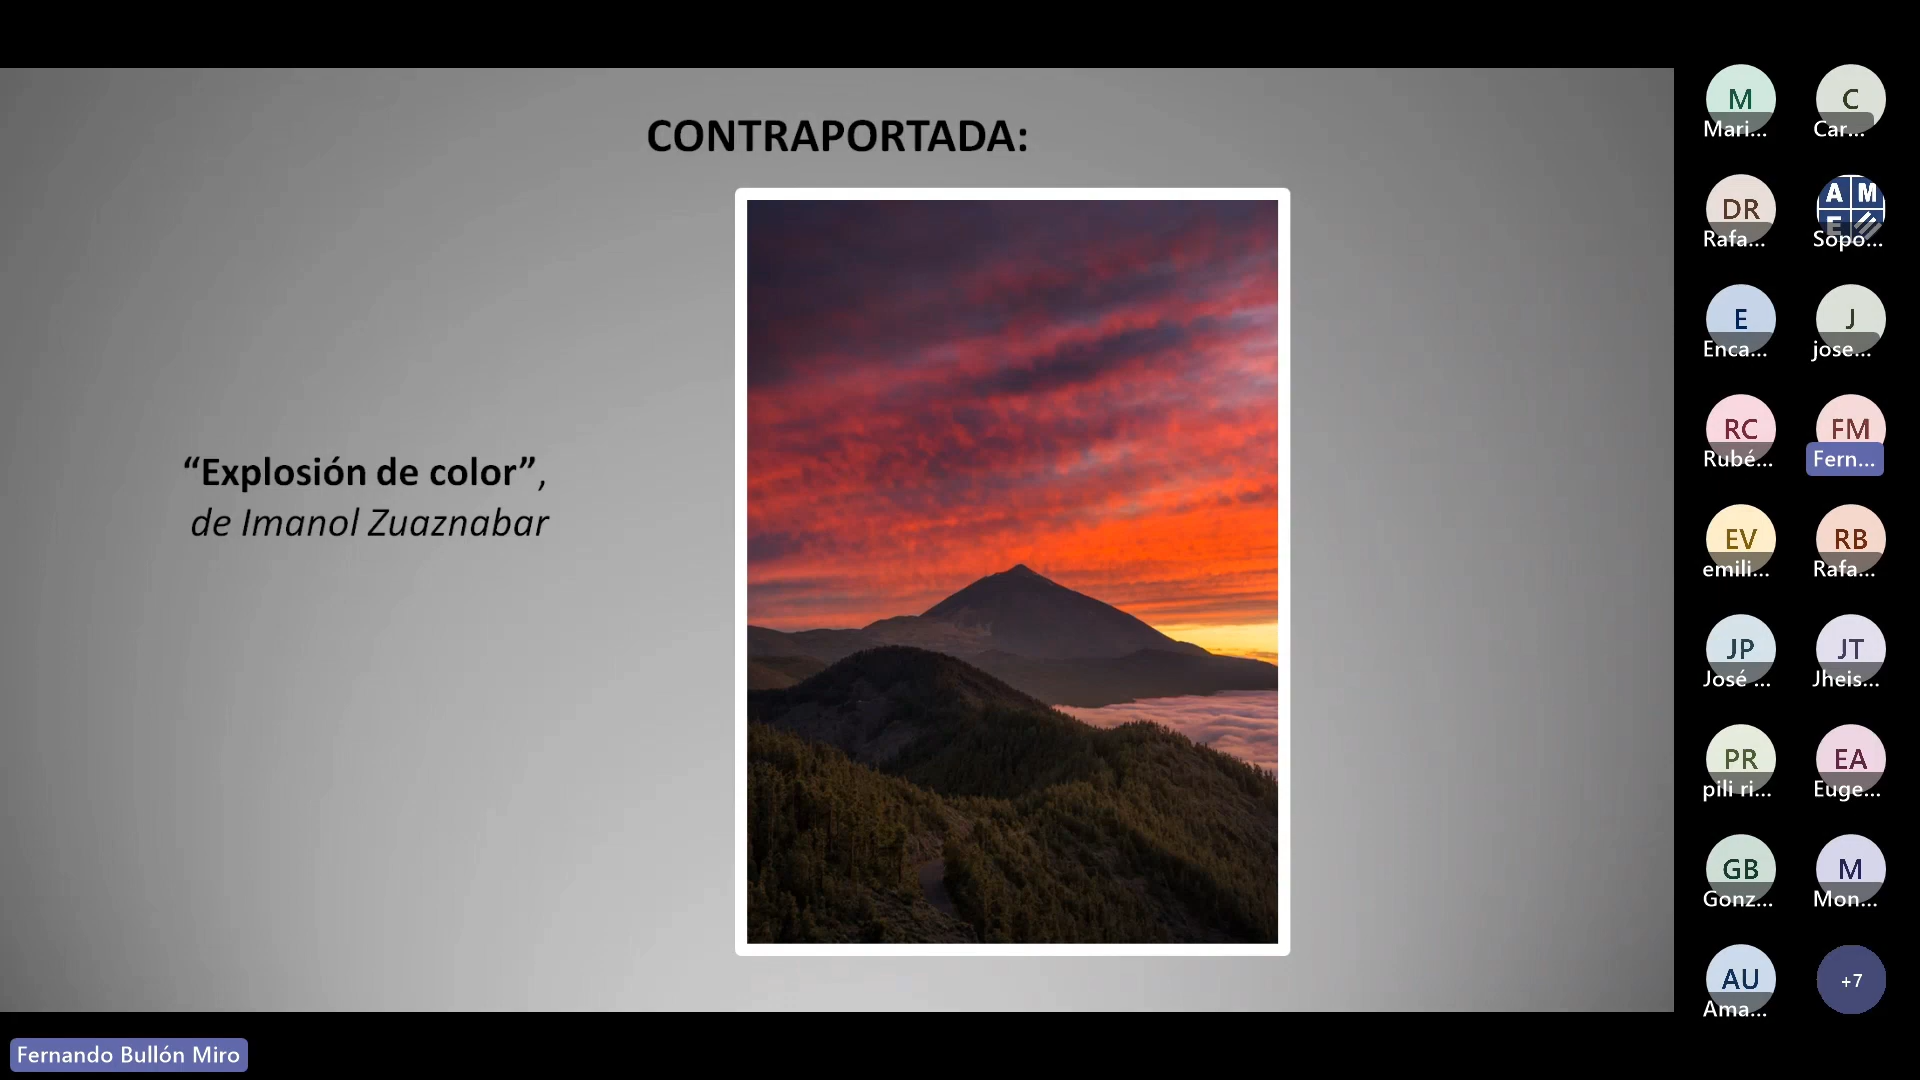 CONTRAPORTADA:
“Explosión de color”,
de Imanol Zuaznabar
M
Mari...
C
Car...
DR
Rafa...
A M
E
Sopo...
E
Enca...
J
jose...
RC
Rubé...
FM
Fern...
EV
emili...
RB
Rafa...
JP
José ...
JT
Jheis...
PR
pili ri...
EA
Euge...
GB
Gonz...
M
Mon...
AU
Ama...
+7
Fernando Bullón Miro